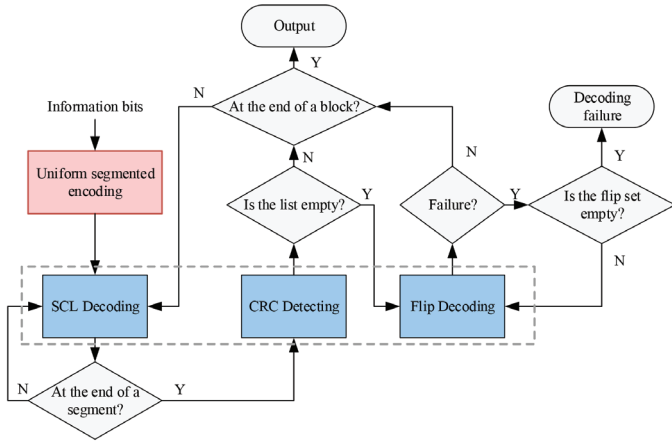 Output
Y
N
At the end of a block?
Information bits
Decoding
failure
Uniform segmented
encoding
N
N
Y
Is the list empty?
Y
Failure?
Y
Is the flip set
empty?
N
SCL Decoding
CRC Detecting
Flip Decoding
N
At the end of a
segment?
Y